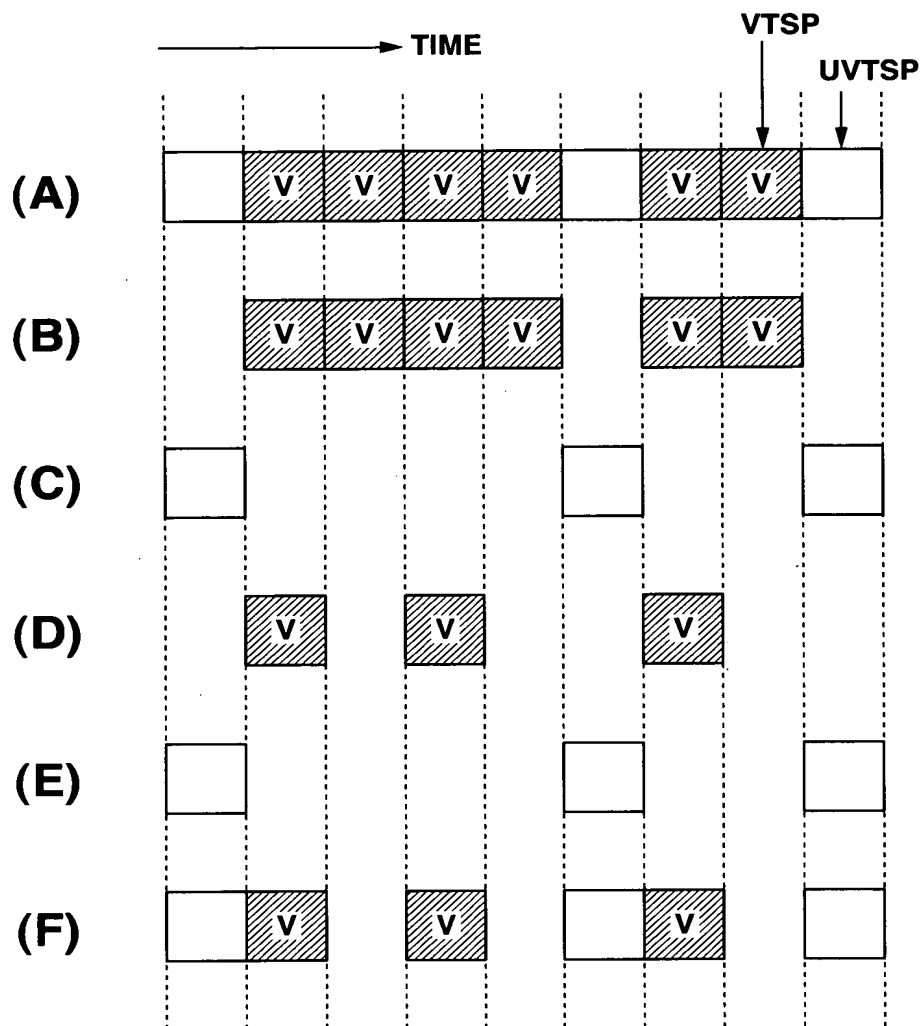 VTSP
TIME
UVTSP
(A) V V V V V V
(B) V V V V V V
(C)
(D) V V V
(E)
(F) V V V